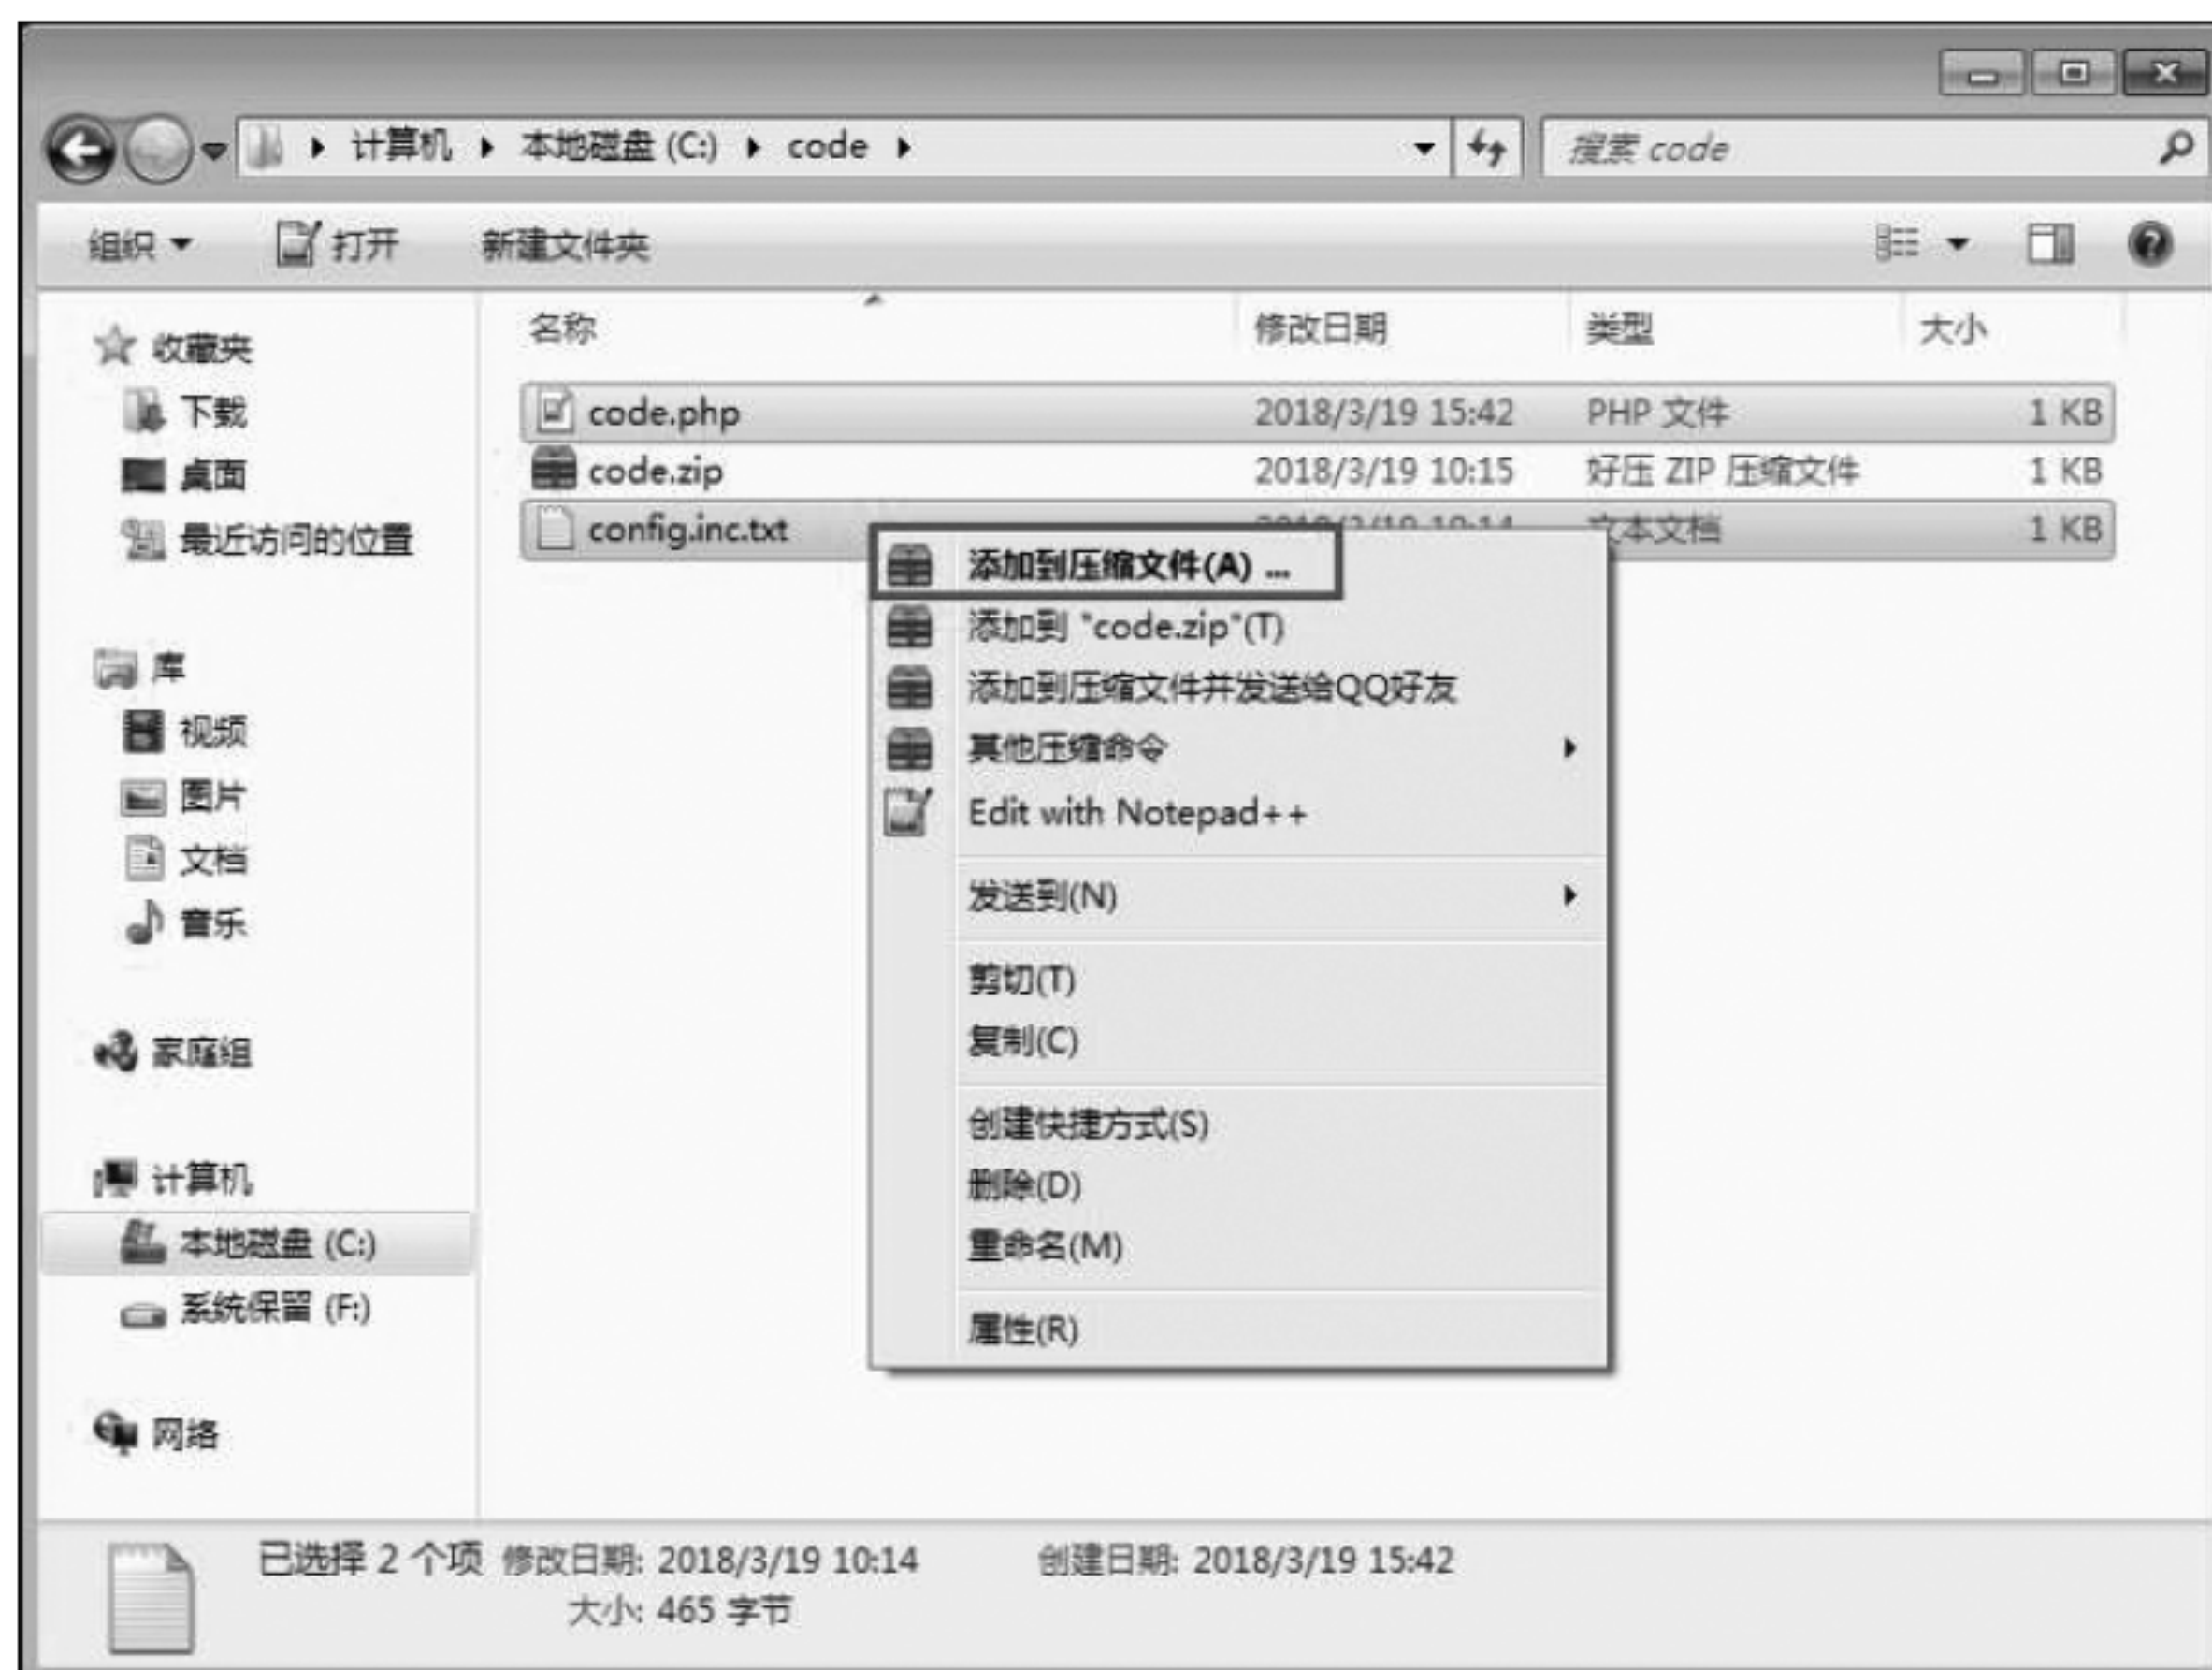 计算机 本地磁盘 (C:) code 搜索 code
组织 打开 新建文件夹
名称 修改日期 类型 大小
收藏夹
下载
桌面
最近访问的位置
库
视频
图片
文档
音乐
家庭组
计算机
本地磁盘 (C:)
系统保留 (F:)
网络
code.php 2018/3/19 15:42 PHP 文件 1 KB
code.zip 2018/3/19 10:15 好压 ZIP 压缩文件 1 KB
config.inc.txt 2018/3/19 10:14 文本文档 1 KB
添加到压缩文件(A) ...
添加到 "code.zip"(T)
添加到压缩文件并发送给QQ好友
其他压缩命令
Edit with Notepad++
发送到(N)
剪切(T)
复制(C)
创建快捷方式(S)
删除(D)
重命名(M)
属性(R)
已选择 2 个项 修改日期: 2018/3/19 10:14 创建日期: 2018/3/19 15:42
大小: 465 字节